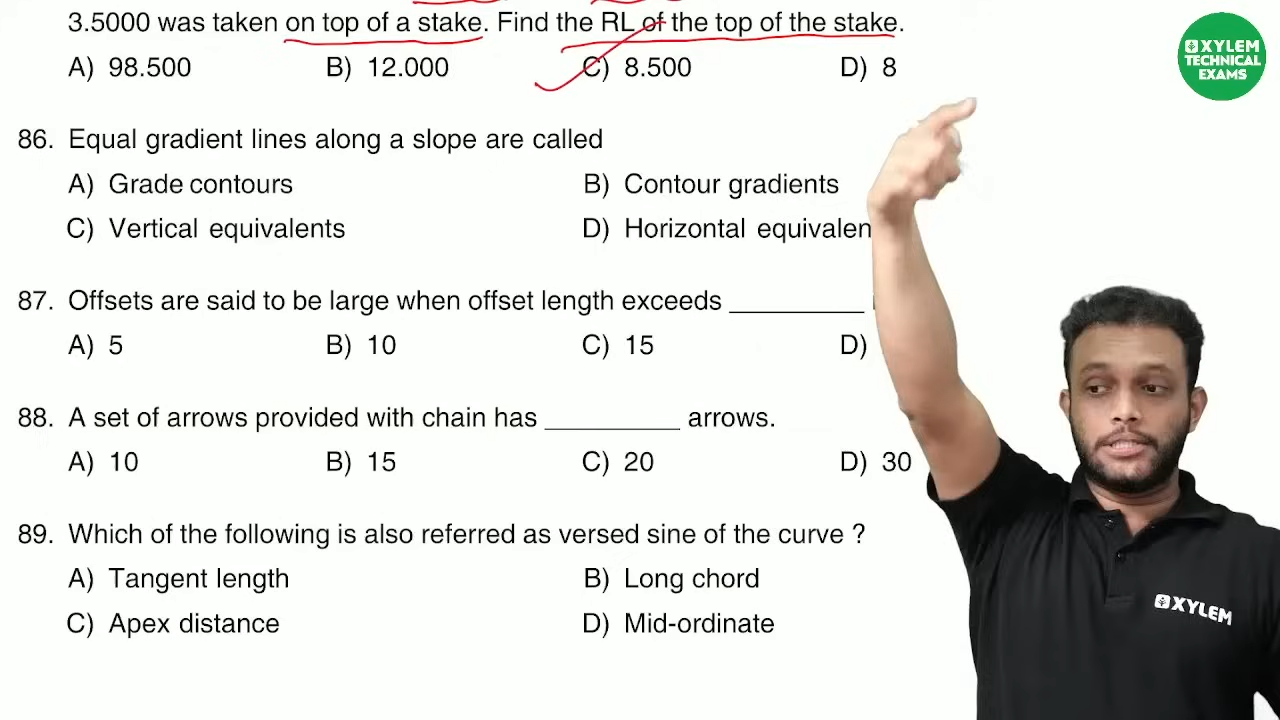 3.5000 was taken on top of a stake. Find the RL of the top of the stake.
A) 98.500 B) 12.000 C) 8.500 D) 8
86. Equal gradient lines along a slope are called
A) Grade contours B) Contour gradients
C) Vertical equivalents D) Horizontal equivalen
87. Offsets are said to be large when offset length exceeds _________
A) 5 B) 10 C) 15 D)
88. A set of arrows provided with chain has _________ arrows.
A) 10 B) 15 C) 20 D) 30
89. Which of the following is also referred as versed sine of the curve ?
A) Tangent length B) Long chord
C) Apex distance D) Mid-ordinate
XYLEM
TECHNICAL
EXAMS
XYLEM